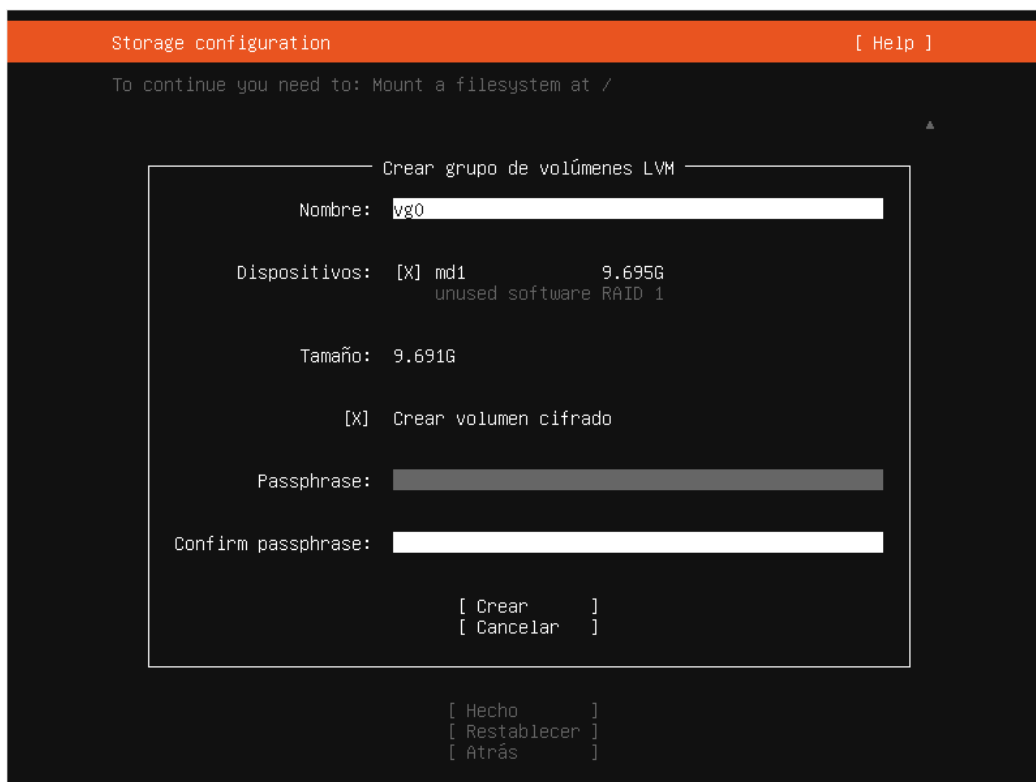 Storage configuration [ Help ]
To continue you need to: Mount a filesystem at /
▲
Crear grupo de volúmenes LVM
Nombre: vg0
Dispositivos: [X] md1 9.695G
unused software RAID 1
Tamaño: 9.691G
[X] Crear volumen cifrado
Passphrase:
Confirm passphrase:
[ Crear ]
[ Cancelar ]
[ Hecho ]
[ Restablecer ]
[ Atrás ]